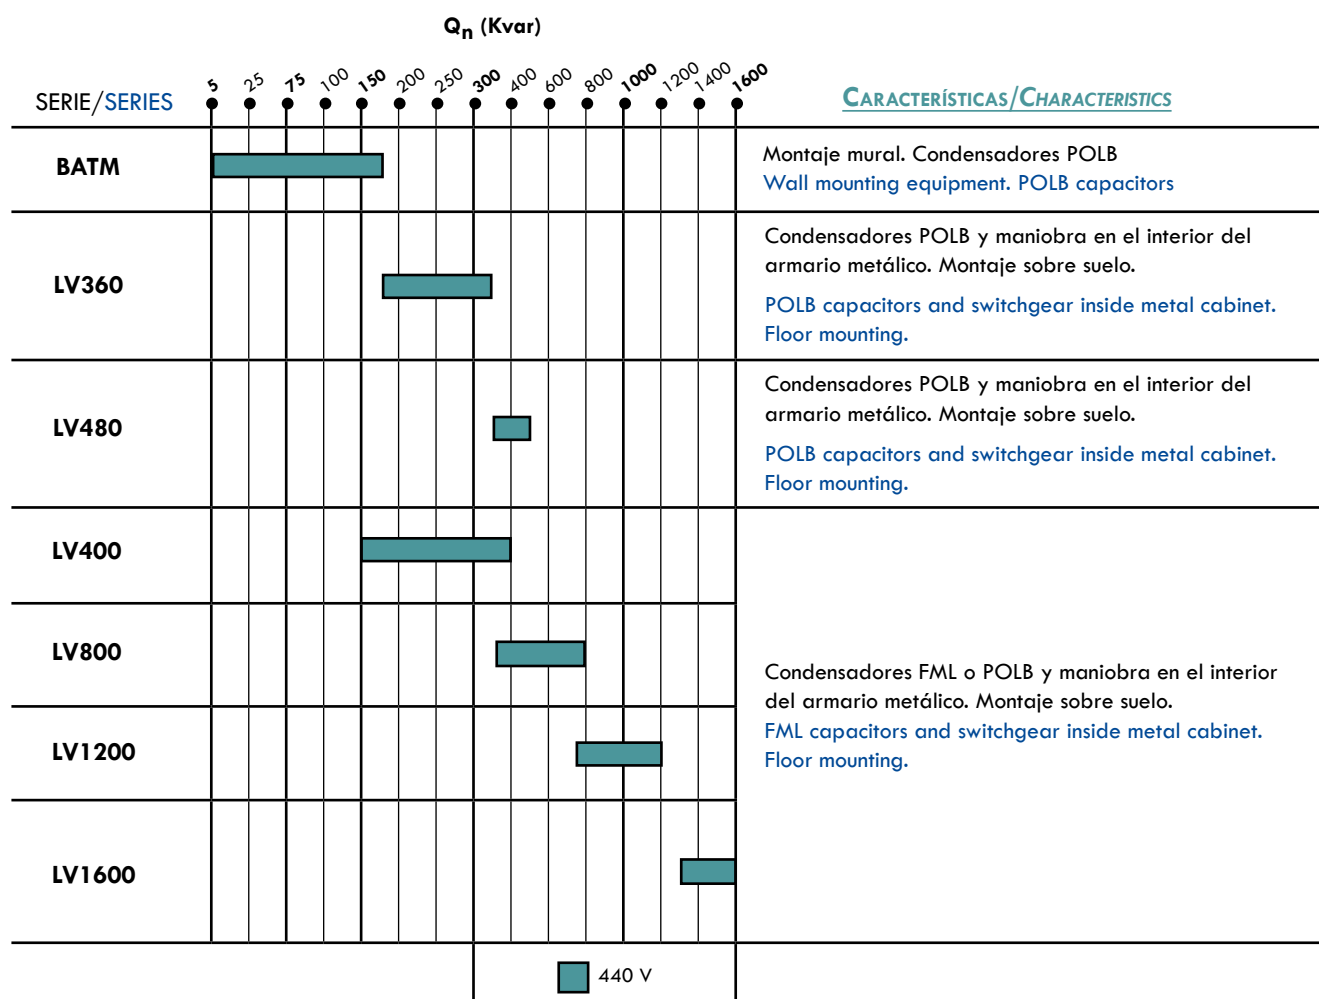 Qn (Kvar)
5 25 75 100 150 200 250 300 400 600 800 1000 1200 1400 1600
SERIE/SERIES
CARACTERÍSTICAS/CHARACTERISTICS
BATM
Montaje mural. Condensadores POLB
Wall mounting equipment. POLB capacitors
LV360
Condensadores POLB y maniobra en el interior del
armario metálico. Montaje sobre suelo.
POLB capacitors and switchgear inside metal cabinet.
Floor mounting.
LV480
Condensadores POLB y maniobra en el interior del
armario metálico. Montaje sobre suelo.
POLB capacitors and switchgear inside metal cabinet.
Floor mounting.
LV400
LV800
LV1200
LV1600
Condensadores FML o POLB y maniobra en el interior
del armario metálico. Montaje sobre suelo.
FML capacitors and switchgear inside metal cabinet.
Floor mounting.
440 V